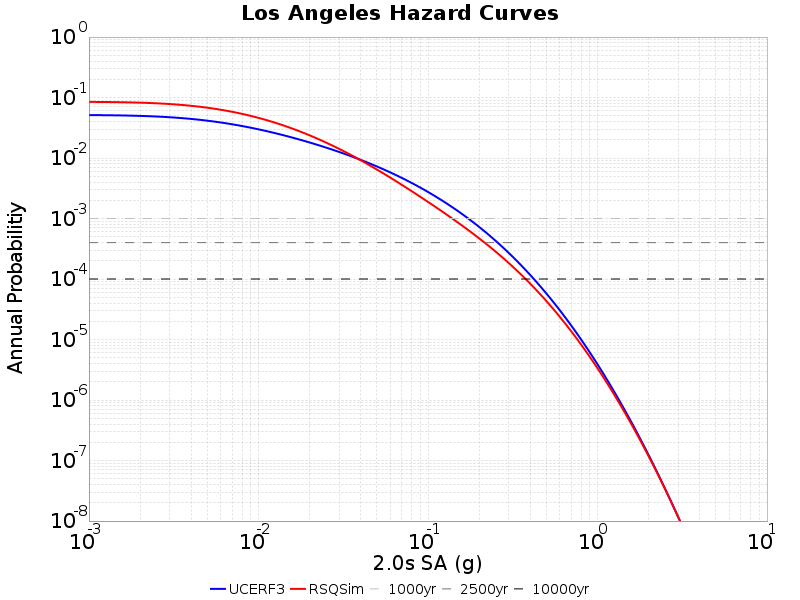 Los Angeles Hazard Curves
Annual Probabilitiy
10^0
10^-1
10^-2
10^-3
10^-4
10^-5
10^-6
10^-7
10^-8
10^-3 10^-2 10^-1 10^0 10^1
2.0s SA (g)
UCERF3 RSQSim 1000yr 2500yr 10000yr